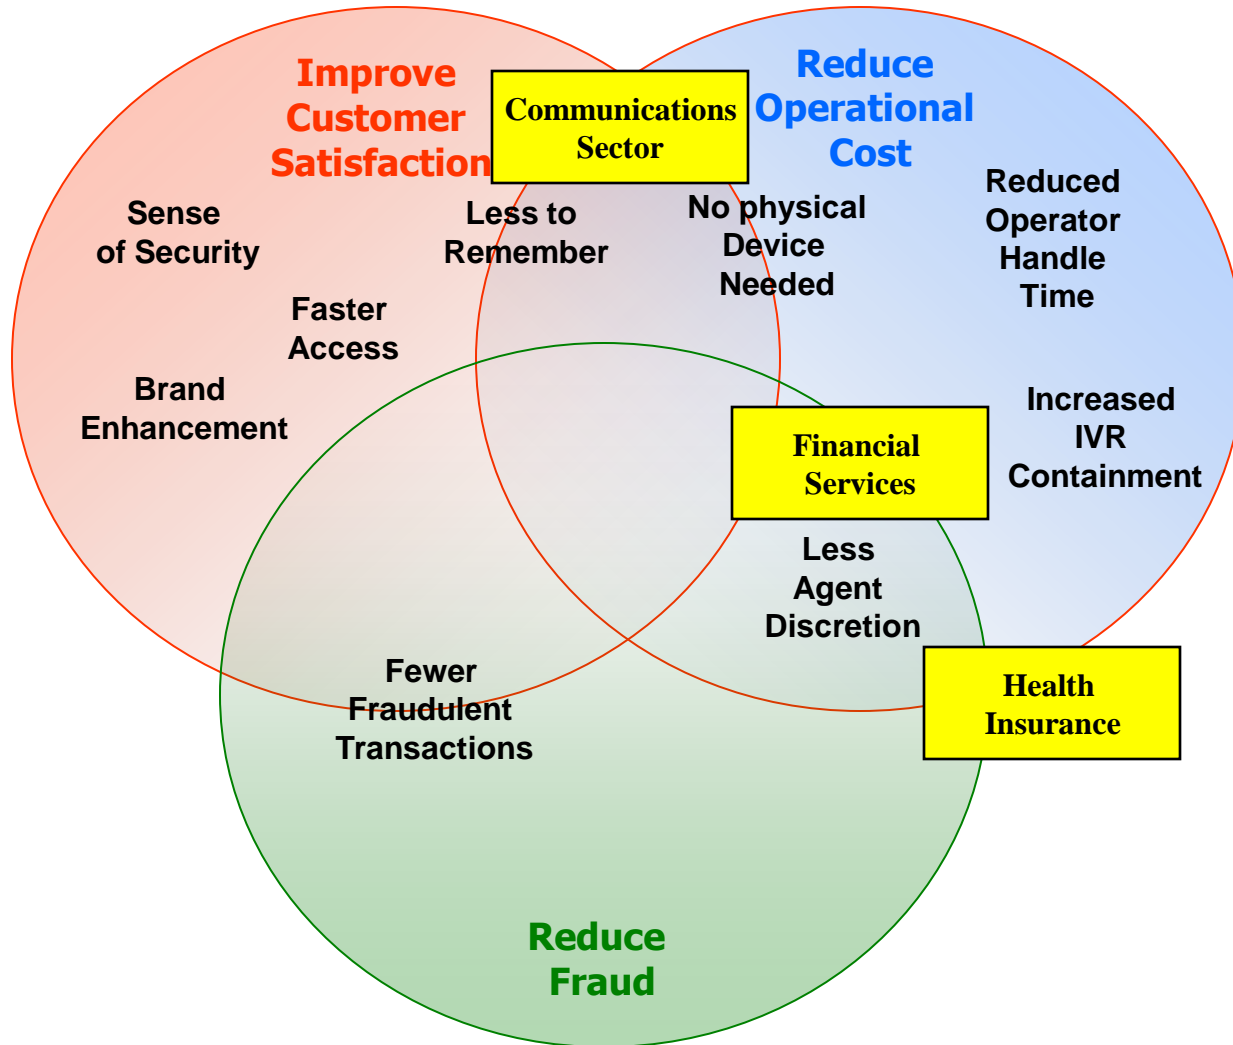 Improve
Customer
Satisfaction
Communications
Sector
Reduce
Operational
Cost
Sense
of Security
Less to
Remember
No physical
Device
Needed
Reduced
Operator
Handle
Time
Faster
Access
Brand
Enhancement
Increased
IVR
Containment
Financial
Services
Less
Agent
Discretion
Fewer
Fraudulent
Transactions
Health
Insurance
Reduce
Fraud